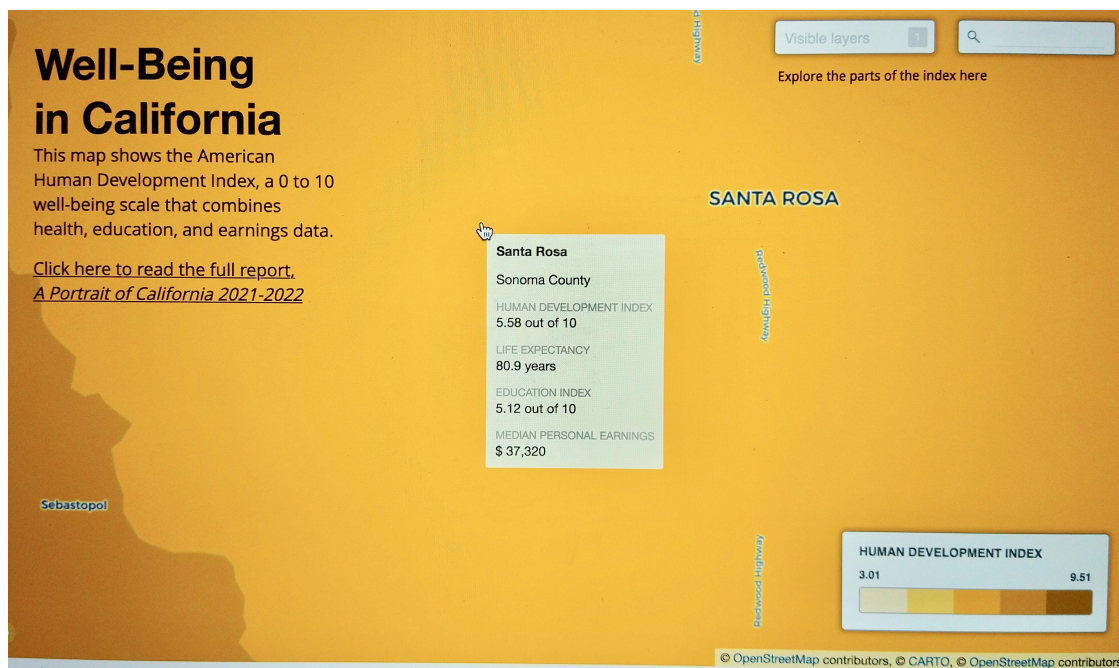 Well-Being
in California
This map shows the American
Human Development Index, a 0 to 10
well-being scale that combines
health, education, and earnings data.
Click here to read the full report,
A Portrait of California 2021-2022
d Highway
Visible layers 1
Explore the parts of the index here
SANTA ROSA
Redwood Highway
Santa Rosa
Sonoma County
HUMAN DEVELOPMENT INDEX
5.58 out of 10
LIFE EXPECTANCY
80.9 years
EDUCATION INDEX
5.12 out of 10
MEDIAN PERSONAL EARNINGS
$ 37,320
Sebastopol
Redwood Highway
HUMAN DEVELOPMENT INDEX
3.01 9.51
© OpenStreetMap contributors, © CARTO, © OpenStreetMap contributors